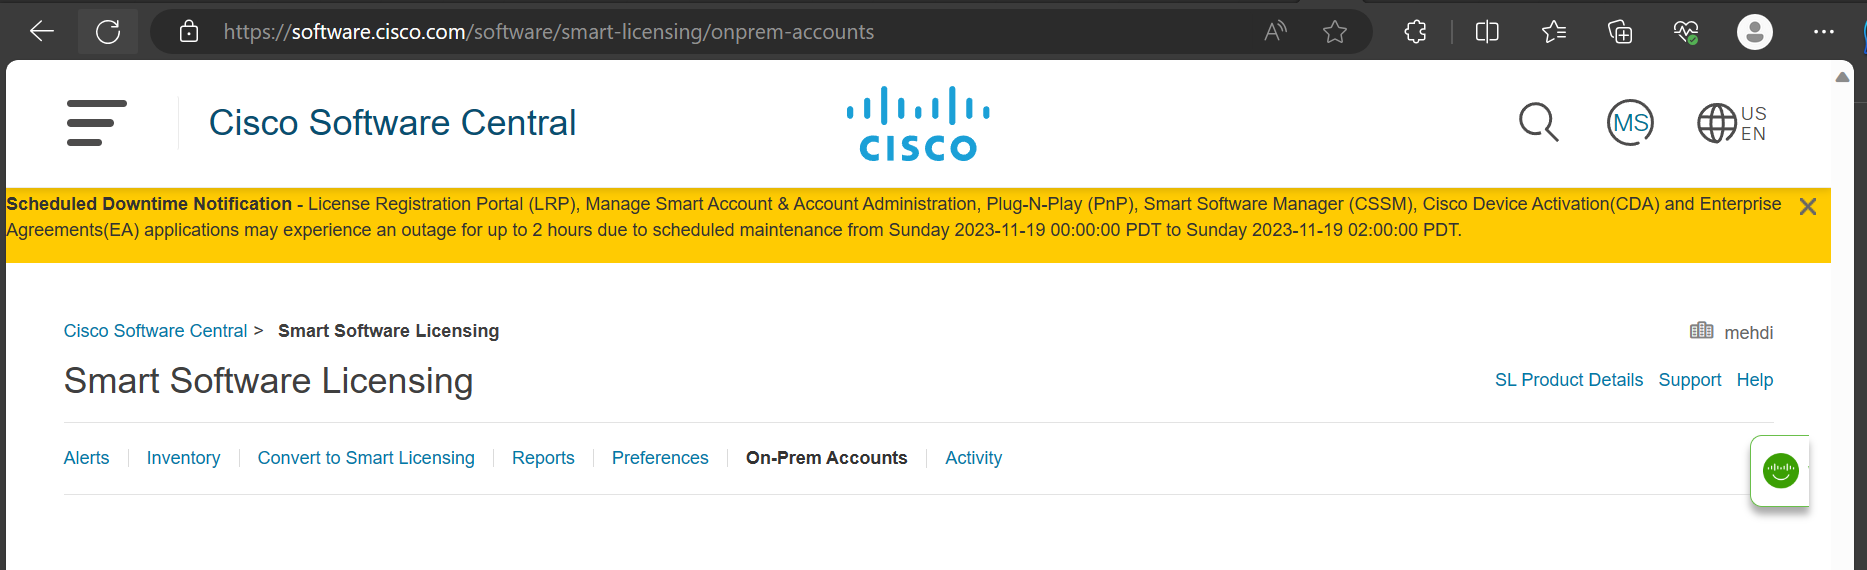 https://software.cisco.com/software/smart-licensing/onprem-accounts
Cisco Software Central
CISCO
MS
US
EN
Scheduled Downtime Notification - License Registration Portal (LRP), Manage Smart Account & Account Administration, Plug-N-Play (PnP), Smart Software Manager (CSSM), Cisco Device Activation(CDA) and Enterprise
Agreements(EA) applications may experience an outage for up to 2 hours due to scheduled maintenance from Sunday 2023-11-19 00:00:00 PDT to Sunday 2023-11-19 02:00:00 PDT.
Cisco Software Central > Smart Software Licensing
mehdi
Smart Software Licensing
SL Product Details Support Help
Alerts Inventory Convert to Smart Licensing Reports Preferences On-Prem Accounts Activity